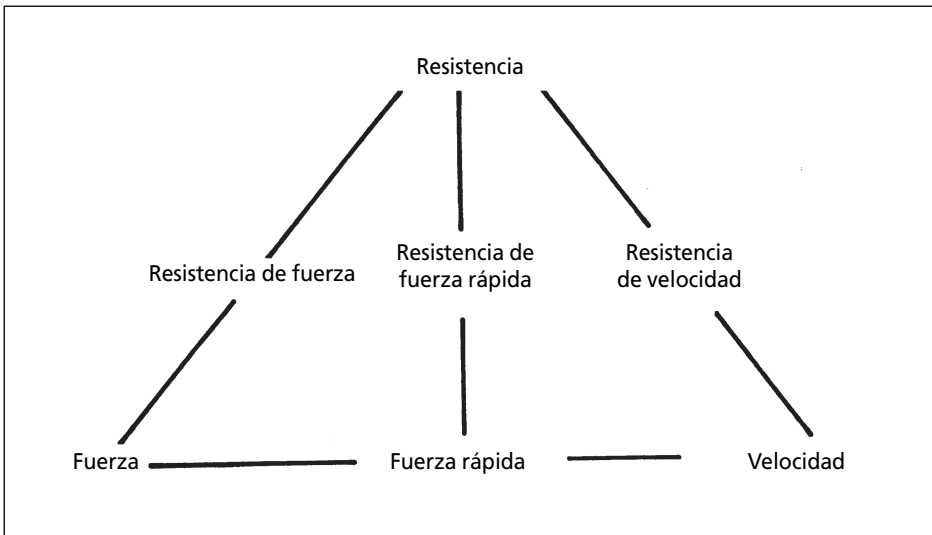 Resistencia
Resistencia de fuerza
Resistencia de
fuerza rápida
Resistencia
de velocidad
Fuerza
Fuerza rápida
Velocidad